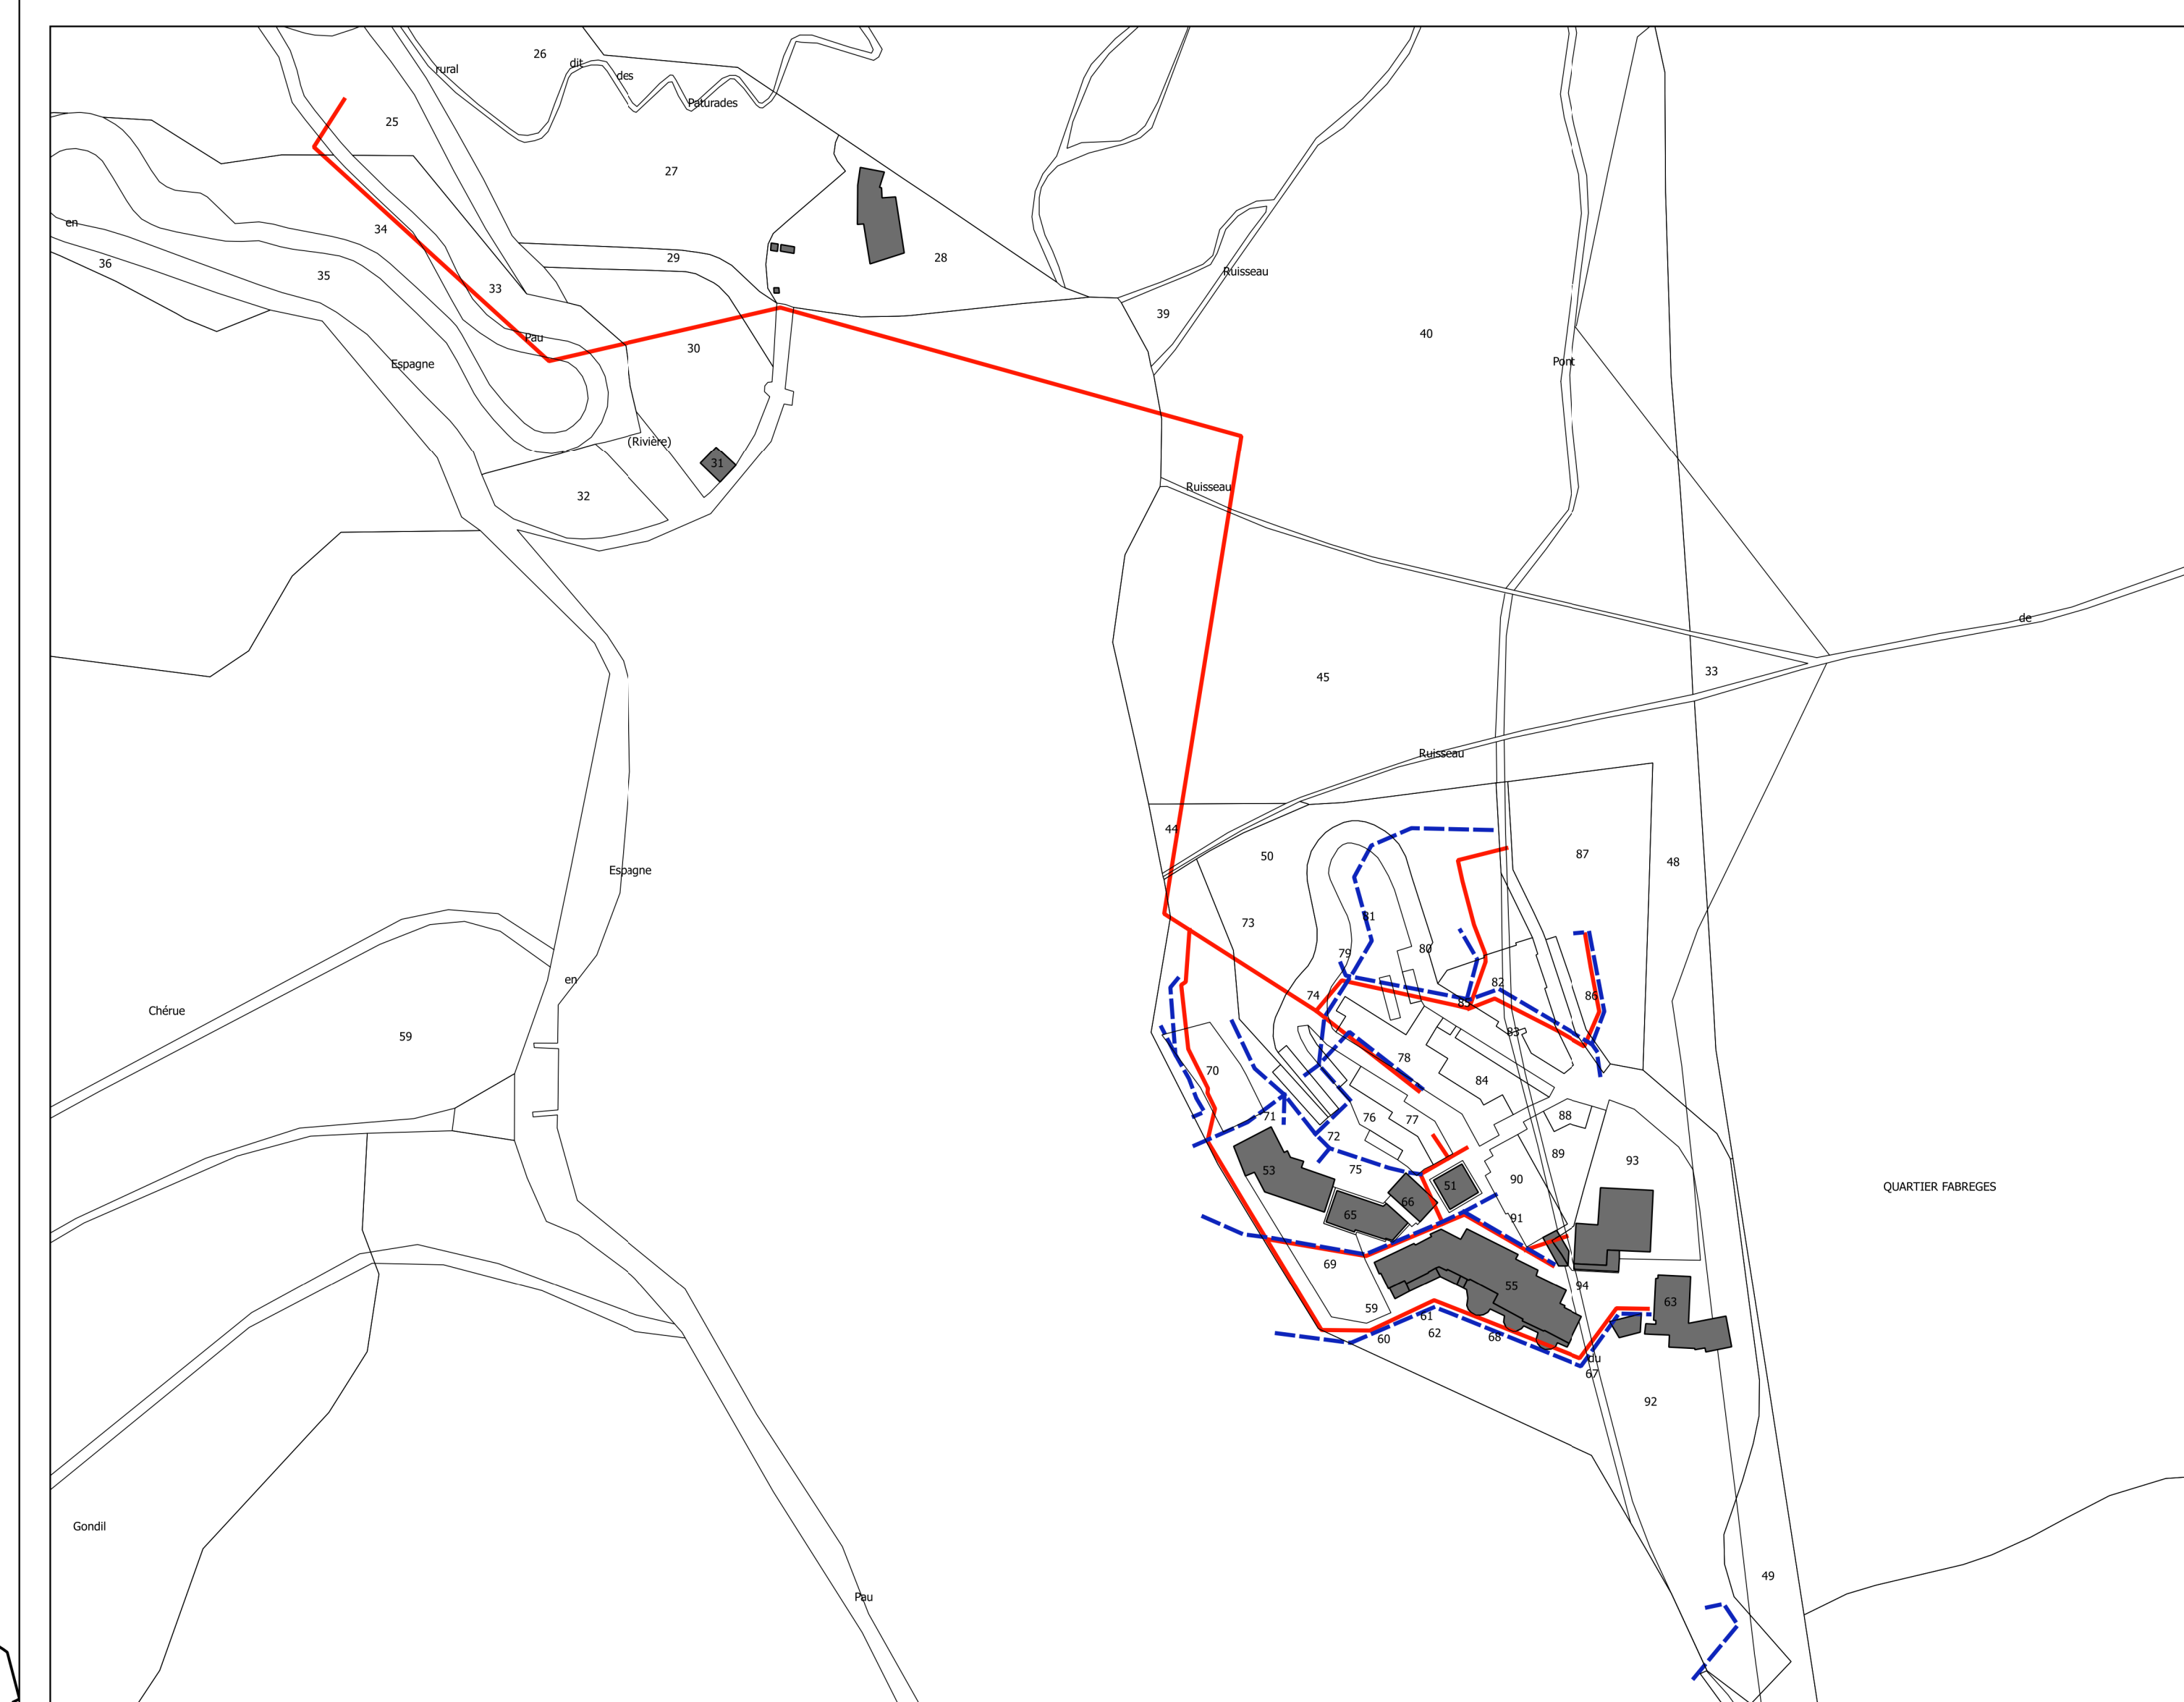 26
rural
dit
des
Paturades
25
27
en
34
36
35
33
29
28
Ruisseau
39
40
Pau
30
Espagne
Pont
(Rivière)
31
32
Ruisseau
de
45
33
Ruisseau
44
50
87
48
Espagne
73
81
80
79
en
82
74
86
85
Chérue
83
59
78
70
84
71
76
77
88
72
89
75
53
93
90
51
QUARTIER FABREGES
66
65
91
69
55
94
63
59
61
60
62
68
du
67
92
Gondil
49
Pau